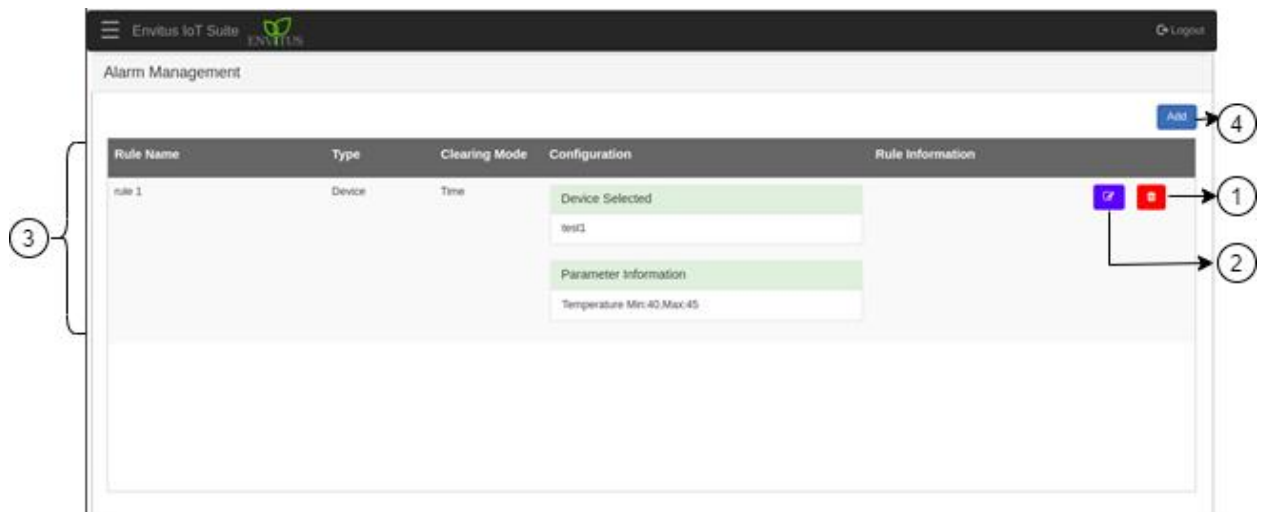 Envitus IoT Suite ENVITUS Logout
Alarm Management
Add 4
Rule Name Type Clearing Mode Configuration Rule Information
rule 1 Device Time Device Selected 1
test1
3
2
Parameter Information
Temperature Min:40,Max:45